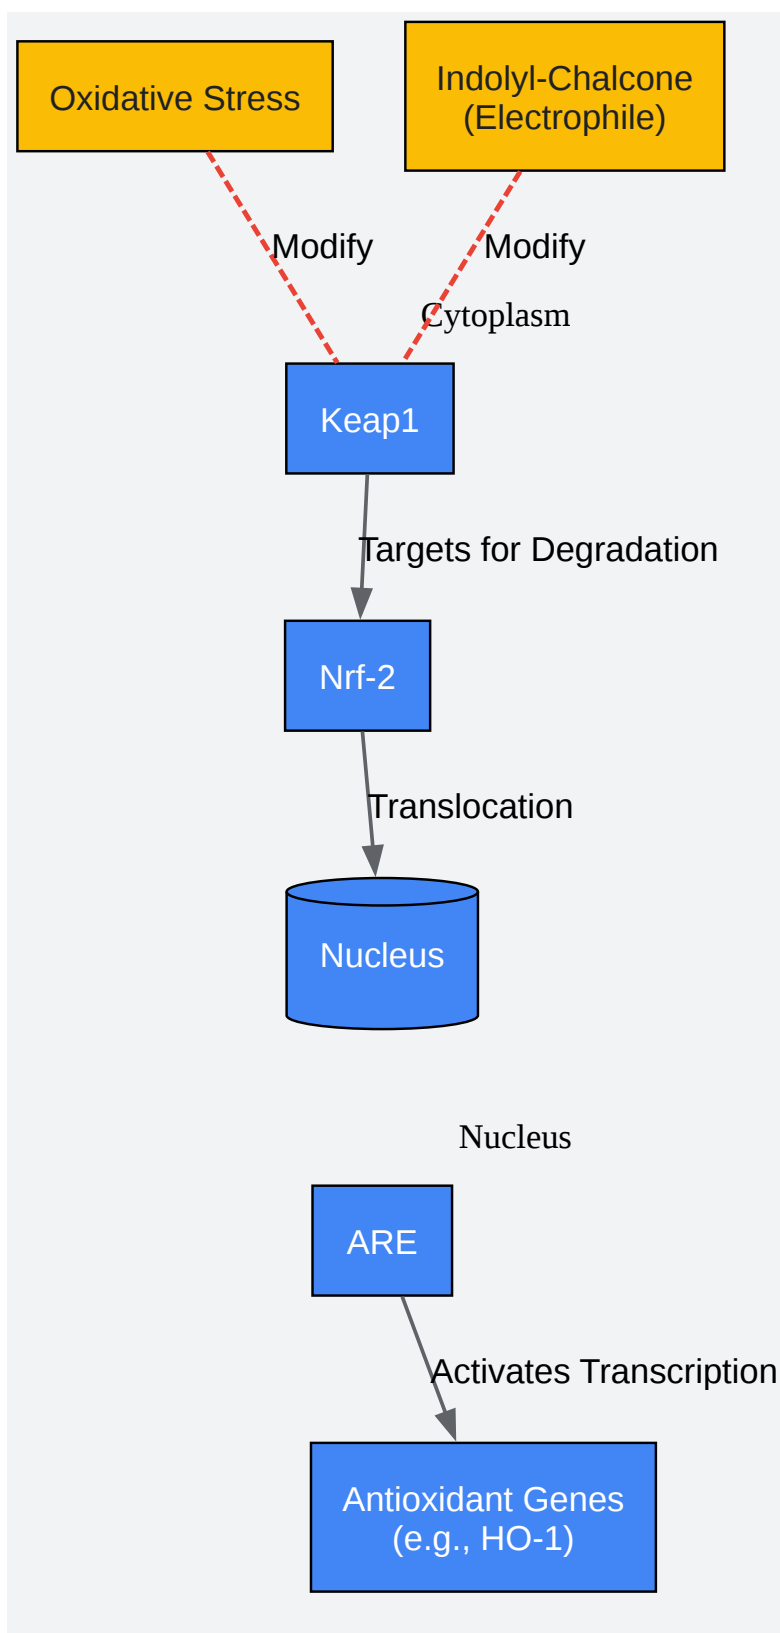 Oxidative Stress
Indolyl-Chalcone
(Electrophile)
Modify
Modify
Cytoplasm
Keap1
Targets for Degradation
Nrf-2
Translocation
Nucleus
Nucleus
ARE
Activates Transcription
Antioxidant Genes
(e.g., HO-1)